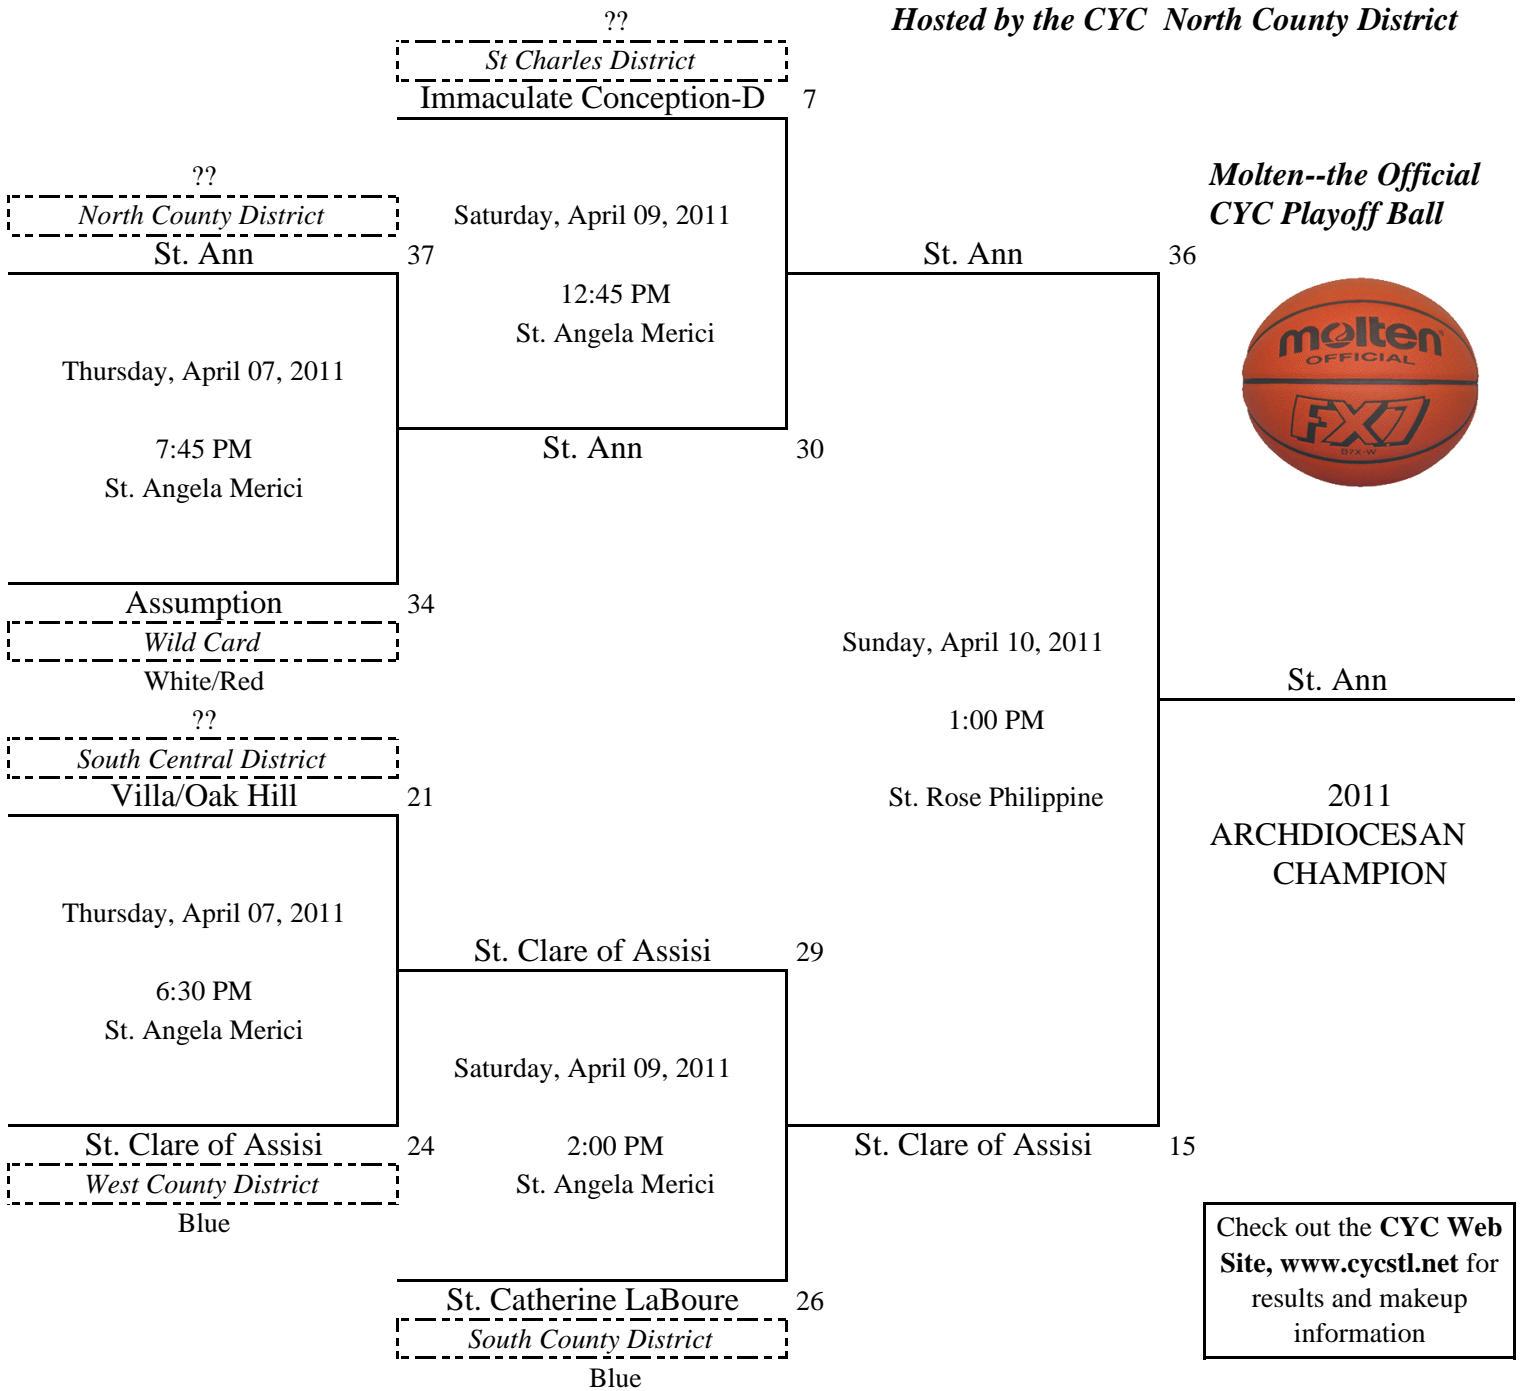 ??
Hosted by the CYC North County District
St Charles District
Immaculate Conception-D 7
??
North County District
St. Ann 37
Saturday, April 09, 2011
12:45 PM
St. Angela Merici
St. Ann 36
Molten--the Official
CYC Playoff Ball
molten
OFFICIAL
FX7
B7X-W
Thursday, April 07, 2011
7:45 PM
St. Angela Merici
St. Ann 30
Assumption 34
Wild Card
White/Red
??
South Central District
Villa/Oak Hill 21
Sunday, April 10, 2011
1:00 PM
St. Rose Philippine
St. Ann
2011
ARCHDIOCESAN
CHAMPION
Thursday, April 07, 2011
6:30 PM
St. Angela Merici
St. Clare of Assisi 29
St. Clare of Assisi 24
West County District
Blue
Saturday, April 09, 2011
2:00 PM
St. Angela Merici
St. Clare of Assisi 15
St. Catherine LaBoure 26
South County District
Blue
Check out the CYC Web
Site, www.cycstl.net for
results and makeup
information